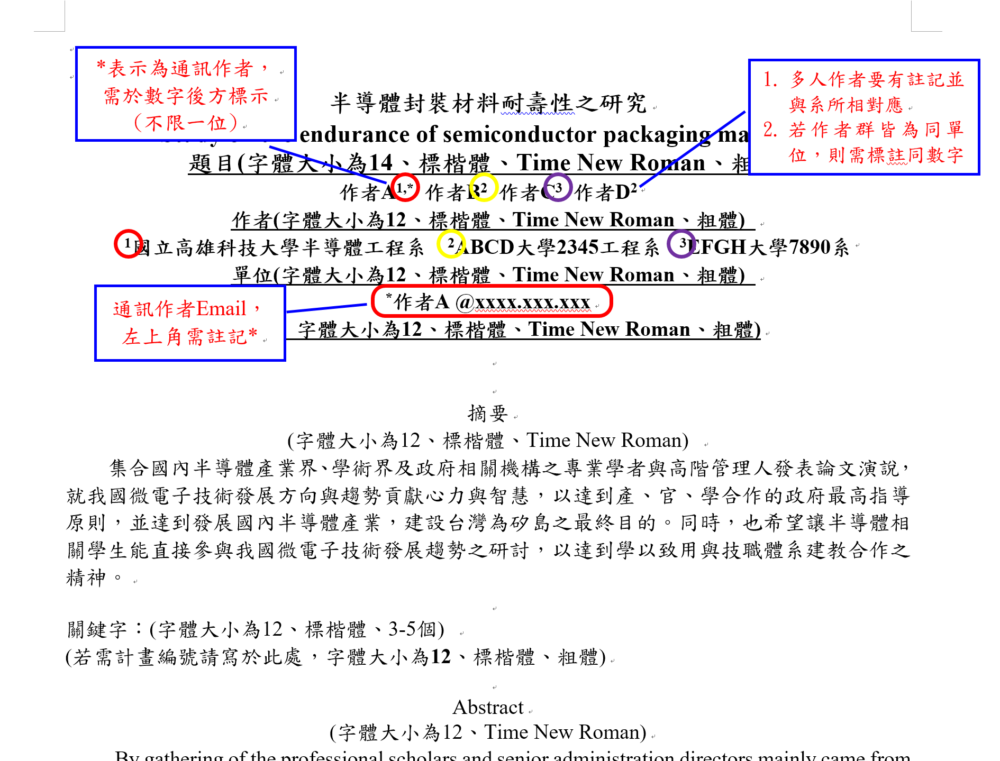 *表示為通訊作者，
需於數字後方標示
（不限一位）
1. 多人作者要有註記並
與系所相對應
2. 若作者群皆為同單
位，則需標註同數字
半導體封裝材料耐壽性之研究
endurance of semiconductor packaging ma
題目(字體大小為14、標楷體、Time New Roman、粗
作者A1,* 作者B2 作者C3 作者D2
作者(字體大小為12、標楷體、Time New Roman、粗體)
1國立高雄科技大學半導體工程系 2ABCD大學2345工程系 3EFGH大學7890系
單位(字體大小為12、標楷體、Time New Roman、粗體)
通訊作者Email，
左上角需註記*
*作者A @xxxx.xxx.xxx
字體大小為12、標楷體、Time New Roman、粗體)
摘要
(字體大小為12、標楷體、Time New Roman)
集合國內半導體產業界、學術界及政府相關機構之專業學者與高階管理人發表論文演說，
就我國微電子技術發展方向與趨勢貢獻心力與智慧，以達到產、官、學合作的政府最高指導
原則，並達到發展國內半導體產業，建設台灣為矽島之最終目的。同時，也希望讓半導體相
關學生能直接參與我國微電子技術發展趨勢之研討，以達到學以致用與技職體系建教合作之
精神。
關鍵字：(字體大小為12、標楷體、3-5個)
(若需計畫編號請寫於此處，字體大小為12、標楷體、粗體)
Abstract
(字體大小為12、Time New Roman)
By gathering of the professional scholars and senior administration directors mainly came from